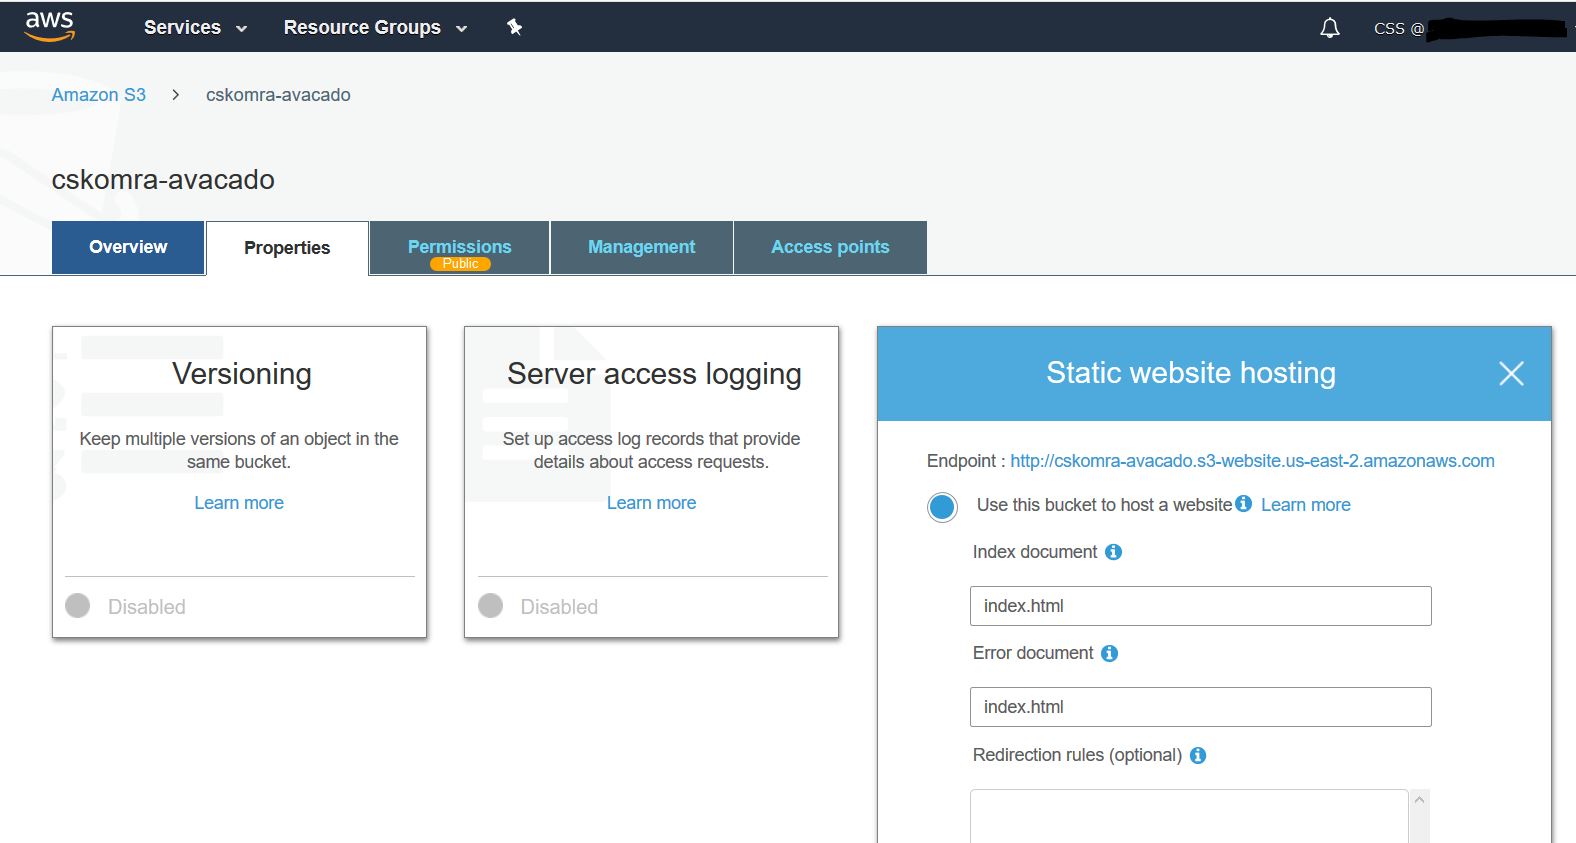 aws
Services
Resource Groups
CSS @
Amazon S3 > cskomra-avacado
cskomra-avacado
Overview
Properties
Permissions
Public
Management
Access points
Versioning
Keep multiple versions of an object in the
same bucket.
Learn more
Disabled
Server access logging
Set up access log records that provide
details about access requests.
Learn more
Disabled
Static website hosting
Endpoint : http://cskomra-avacado.s3-website.us-east-2.amazonaws.com
Use this bucket to host a website Learn more
Index document
index.html
Error document
index.html
Redirection rules (optional)